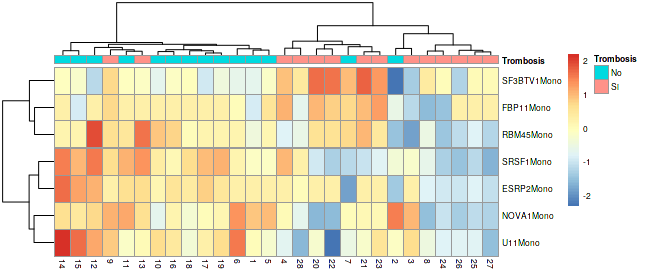 Trombosis
SF3BTV1Mono
FBP11Mono
RBM45Mono
SRSF1Mono
ESRP2Mono
NOVA1Mono
U11Mono
14 15 12 9 11 13 10 16 18 17 19 6 1 5 4 28 20 22 7 21 23 2 3 8 24 26 25 27
2
1
0
-1
-2
Trombosis
No
SI